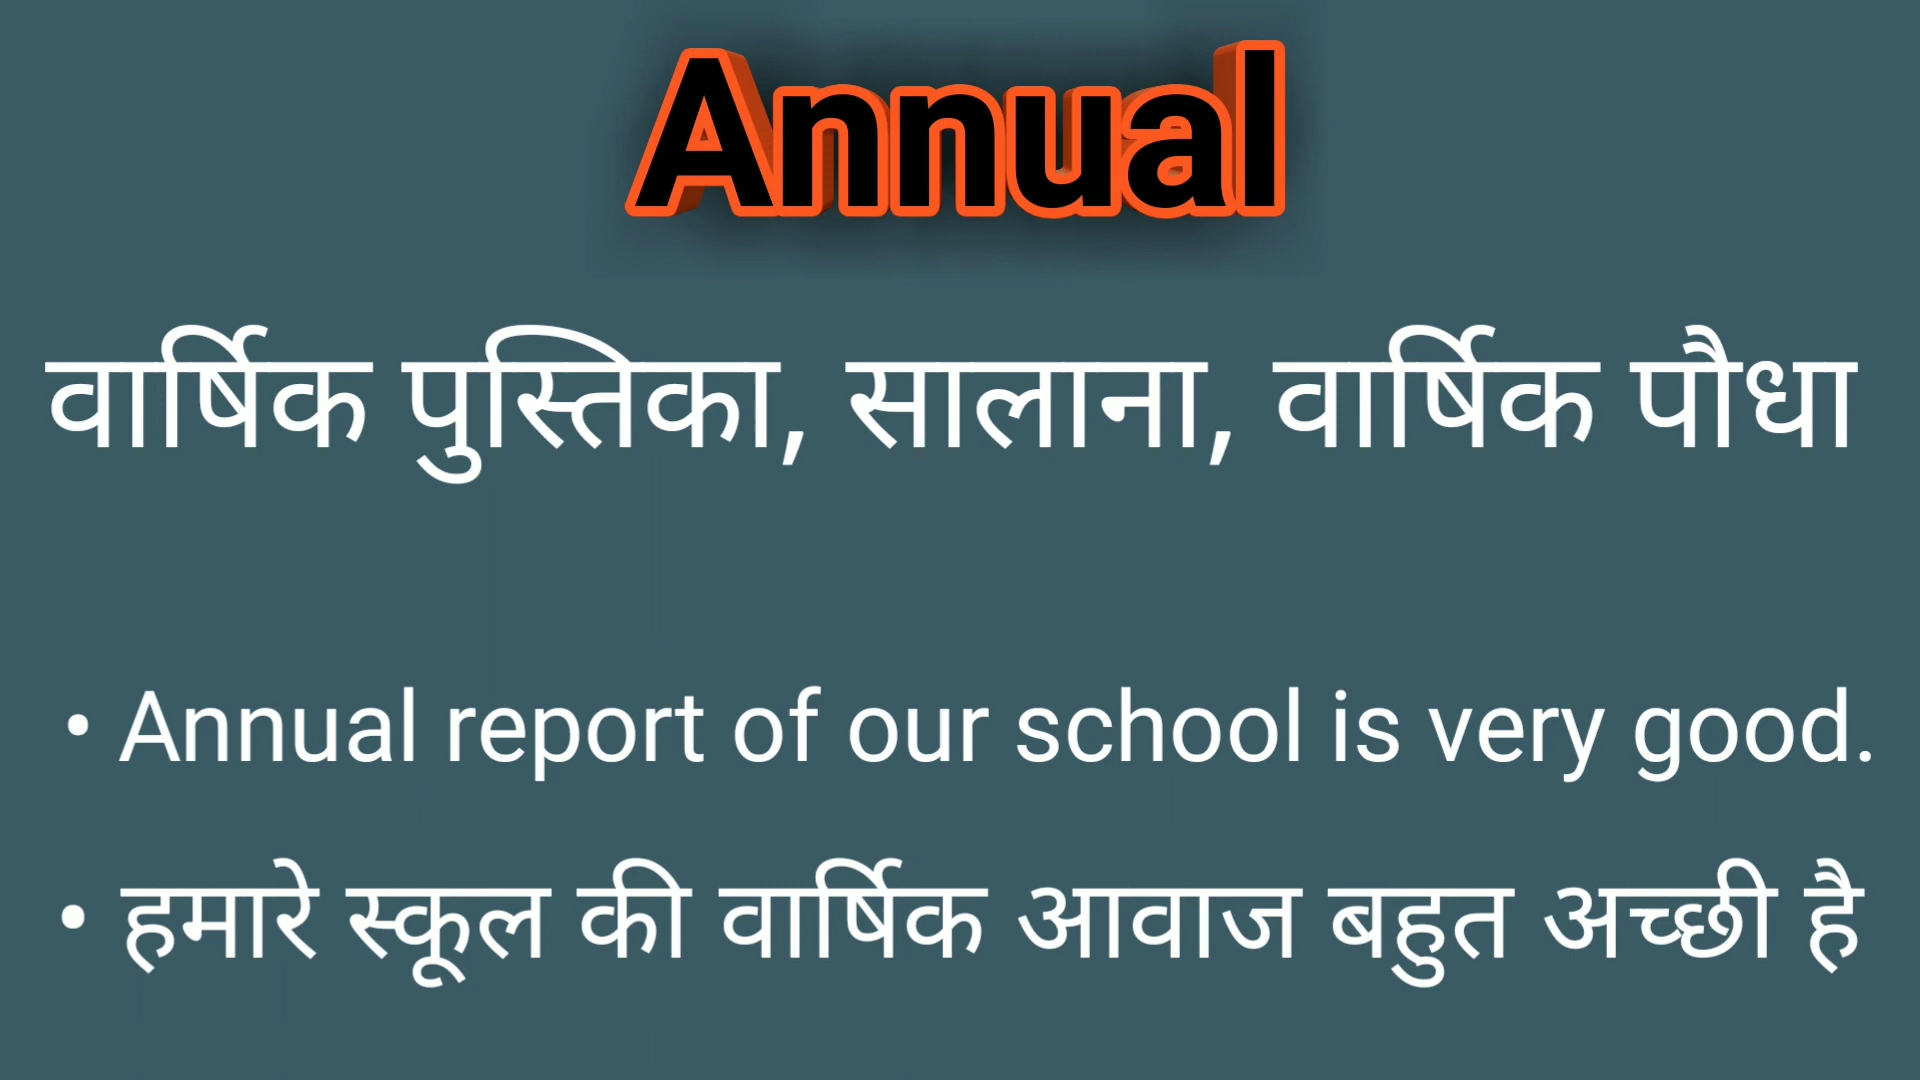 Annual
वार्षिक पुस्तिका, सालाना, वार्षिक पौधा
• Annual report of our school is very good.
• हमारे स्कूल की वार्षिक आवाज बहुत अच्छी है